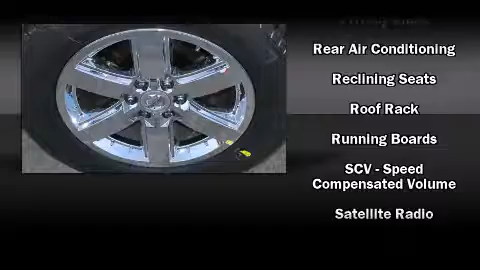 Rear Air Conditioning
Reclining Seats
Roof Rack
Running Boards
SCV - Speed
Compensated Volume
Satellite Radio